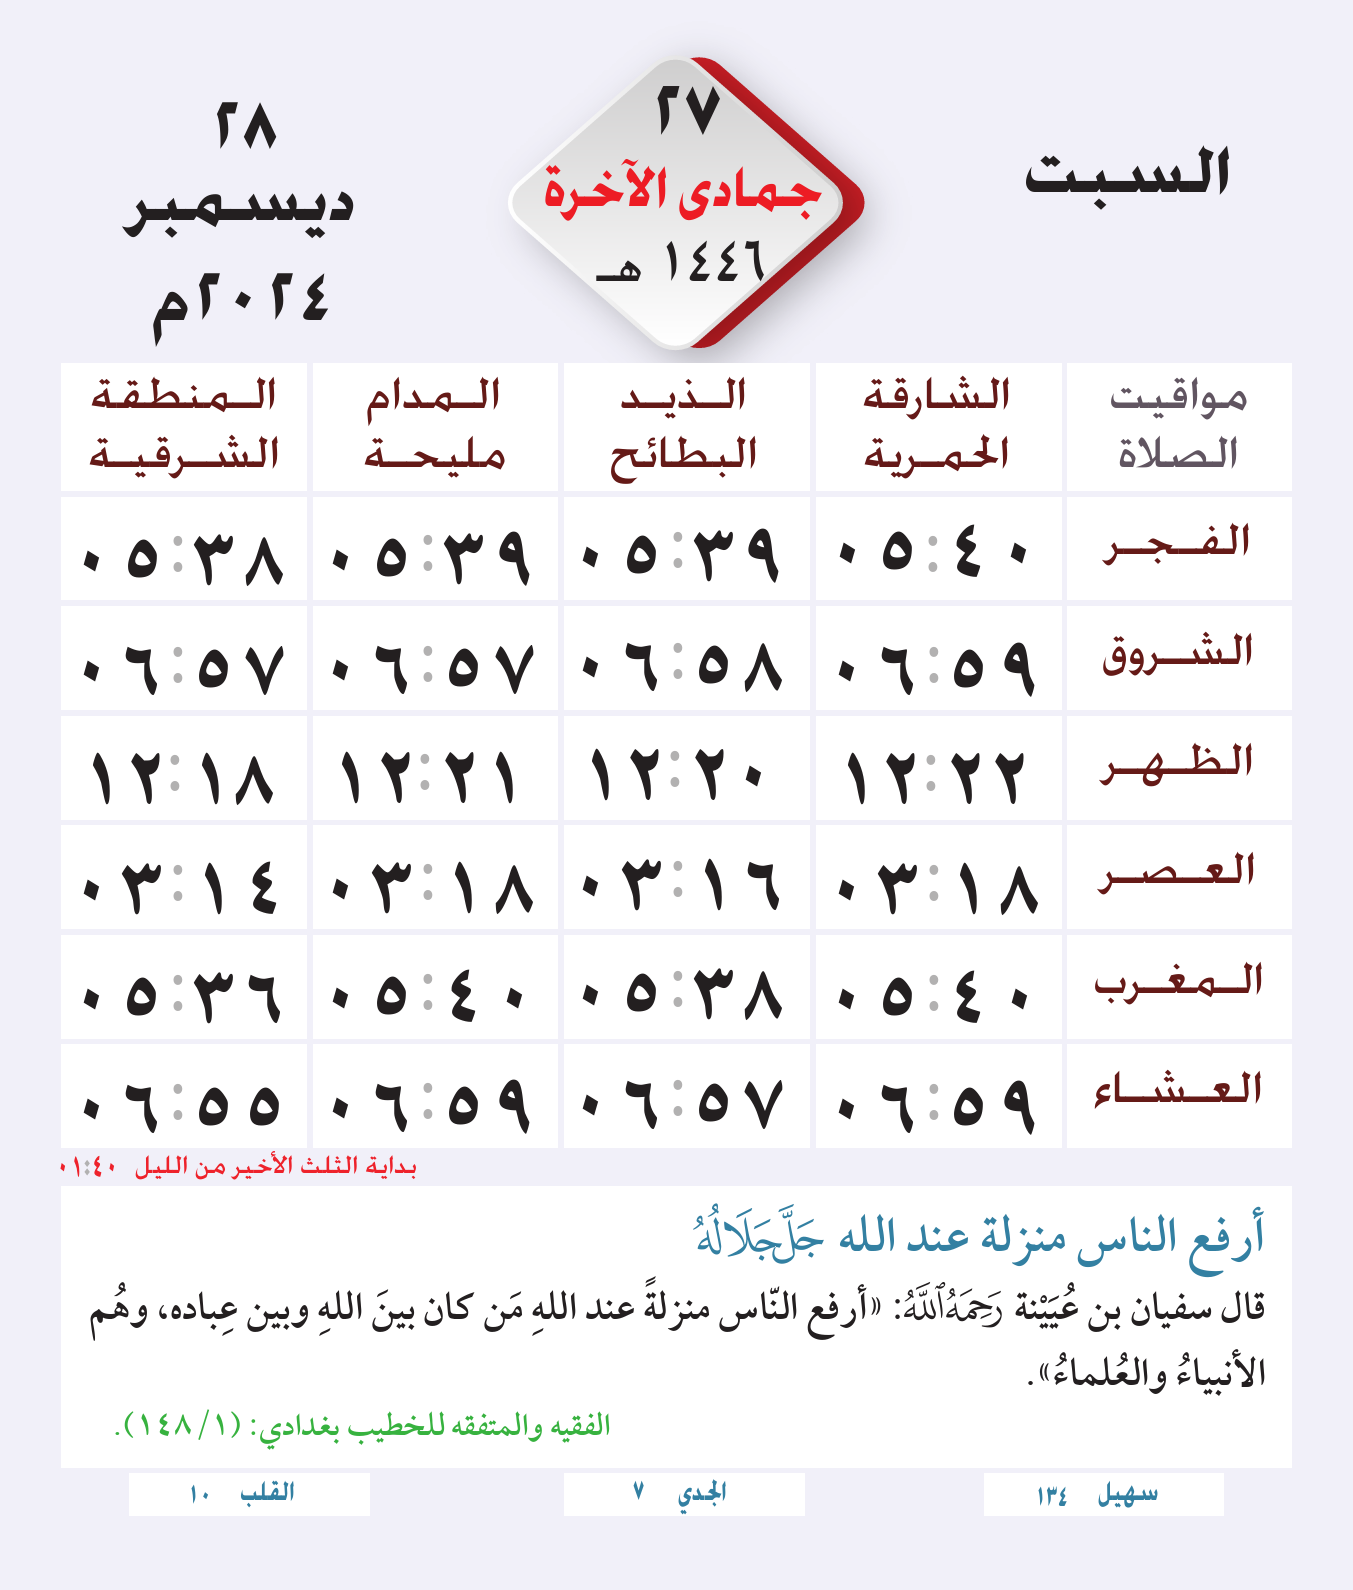 السبت
٢٧
جمادى الآخرة
١٤٤٦ هـ
٢٨
ديسمبر
٢٠٢٤م
مواقيت الصلاة
الشارقة الحمرية
الذيد البطائح
المدام مليحة
المنطقة الشرقية
الفجر ٠٥:٤٠ ٠٥:٣٩ ٠٥:٣٩ ٠٥:٣٨
الشروق ٠٦:٥٩ ٠٦:٥٨ ٠٦:٥٧ ٠٦:٥٧
الظهر ١٢:٢٢ ١٢:٢٠ ١٢:٢١ ١٢:١٨
العصر ٠٣:١٨ ٠٣:١٦ ٠٣:١٨ ٠٣:١٤
المغرب ٠٥:٤٠ ٠٥:٣٨ ٠٥:٤٠ ٠٥:٣٦
العشاء ٠٦:٥٩ ٠٦:٥٧ ٠٦:٥٩ ٠٦:٥٥
بداية الثلث الأخير من الليل ٠١:٤٠
أرفع الناس منزلة عند الله جَلَّجَلَالُهُ
قال سفيان بن عُيَيْنة رَحِمَهُٱللَّهُ: «أرفع النّاس منزلةً عند اللهِ مَن كان بينَ اللهِ وبين عِباده، وهُم
الأنبياءُ والعُلماءُ».
الفقيه والمتفقه للخطيب بغدادي: (١/ ١٤٨).
سهيل ١٣٤
الجدي ٧
القلب ١٠